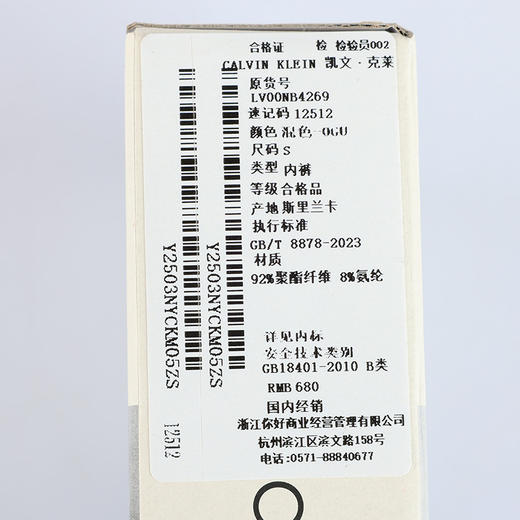 合格证 检 检验员002
CALVIN KLEIN 凯文·克莱
原货号
LV00NB4269
速记码 12512
颜色 混色-0GU
尺码 S
类型 内裤
等级合格品
产地斯里兰卡
执行标准
GB/T 8878-2023
材质
92%聚酯纤维 8%氨纶
详见内标
安全技术类别
GB18401-2010 B类
RMB 680
国内经销
浙江你好商业经营管理有限公司
杭州滨江区滨文路158号
电话:0571-88840677
Y2503NYCKM05ZS
Y2503NYCKM05ZS
12512